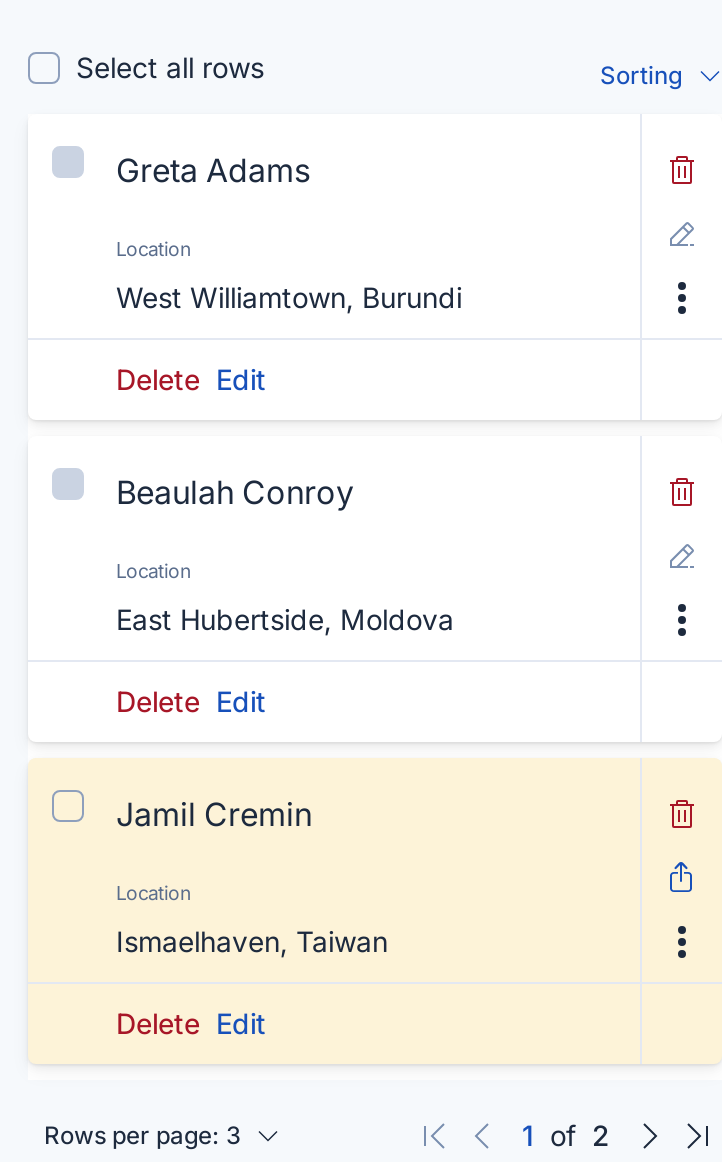 Select all rows
Sorting
Greta Adams
Location
West Williamtown, Burundi
Delete Edit
Beaulah Conroy
Location
East Hubertside, Moldova
Delete Edit
Jamil Cremin
Location
Ismaelhaven, Taiwan
Delete Edit
Rows per page: 3 1 of 2